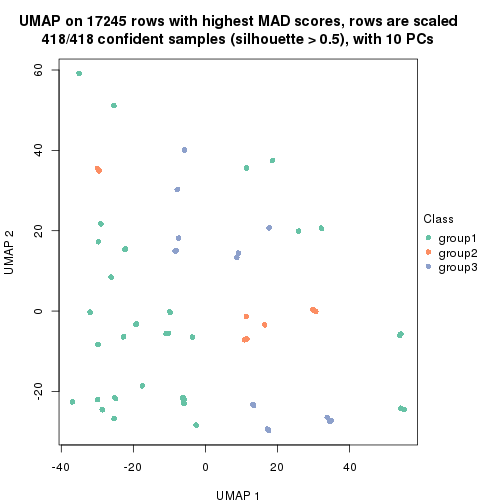 UMAP on 17245 rows with highest MAD scores, rows are scaled
418/418 confident samples (silhouette > 0.5), with 10 PCs
60
40
20
0
-20
UMAP 2
-40
-20
0
20
40
UMAP 1
Class
group1
group2
group3